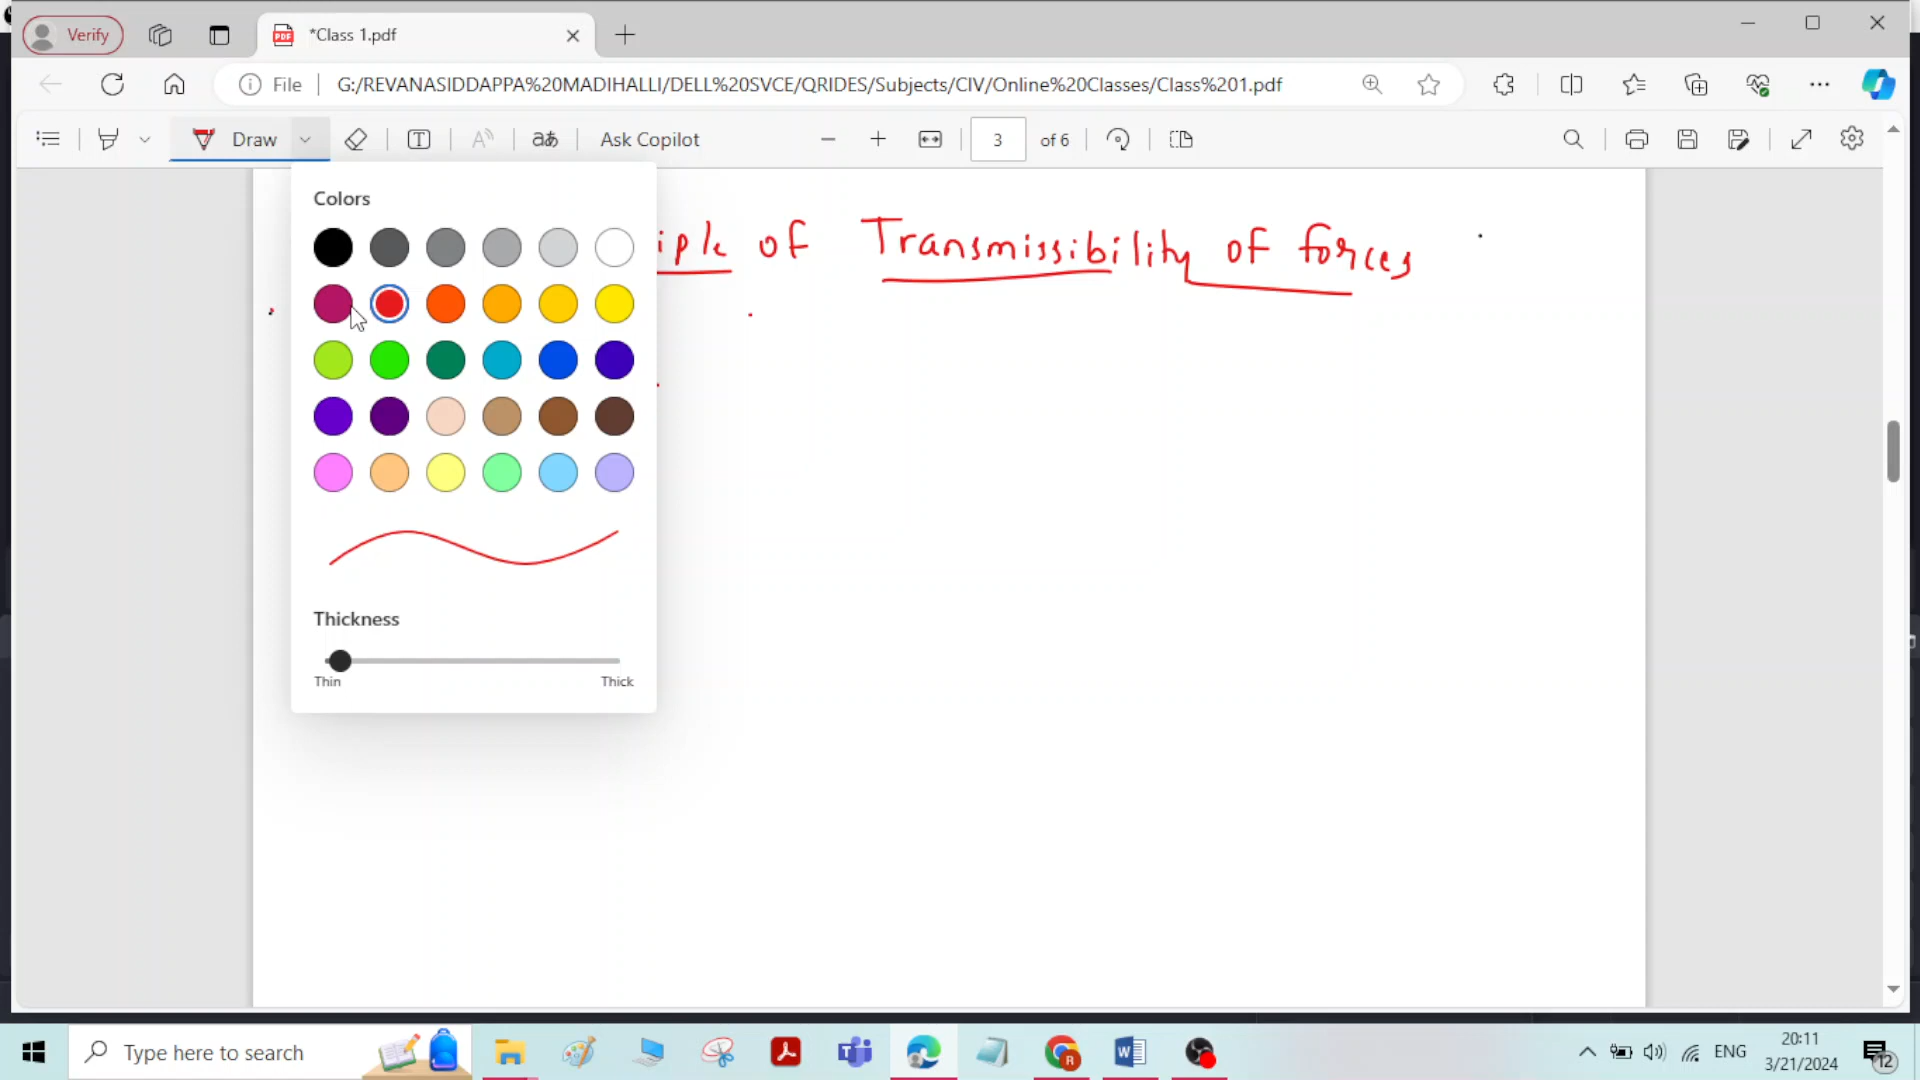 Verify
*Class 1.pdf
File
G:/REVANASIDDAPPA%20MADIHALLI/DELL%20SVCE/QRIDES/Subjects/CIV/Online%20Classes/Class%201.pdf
Draw
Ask Copilot
3 of 6
Colors
iple of Transmissibility of forces
Thickness
Thin Thick
Type here to search
ENG
20:11
3/21/2024
12